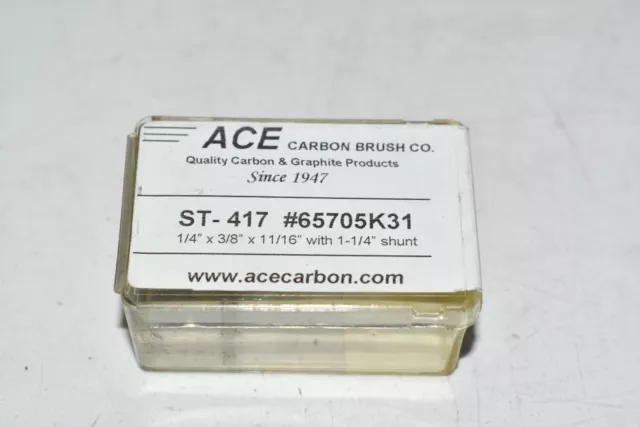 ACE CARBON BRUSH CO.
Quality Carbon & Graphite Products
Since 1947
ST- 417 #65705K31
1/4" x 3/8" x 11/16" with 1-1/4" shunt
www.acecarbon.com